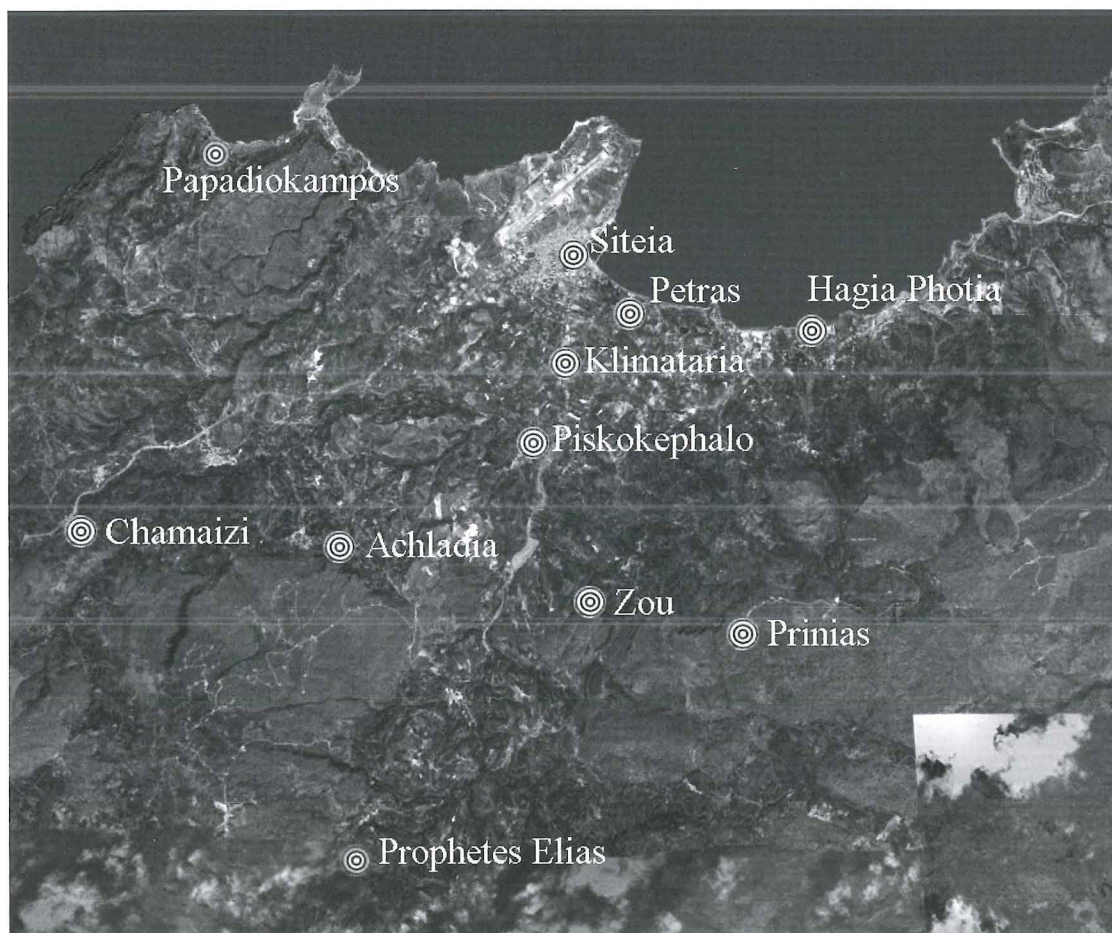 Papadiokampos
Siteia
Petras
Hagia Photia
Klimataria
Piskokephalo
Chamaizi
Achladia
Zou
Prinias
Prophetes Elias